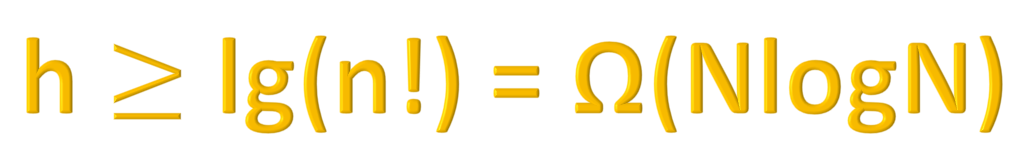 h ≥ lg(n!) = Ω(NlogN)